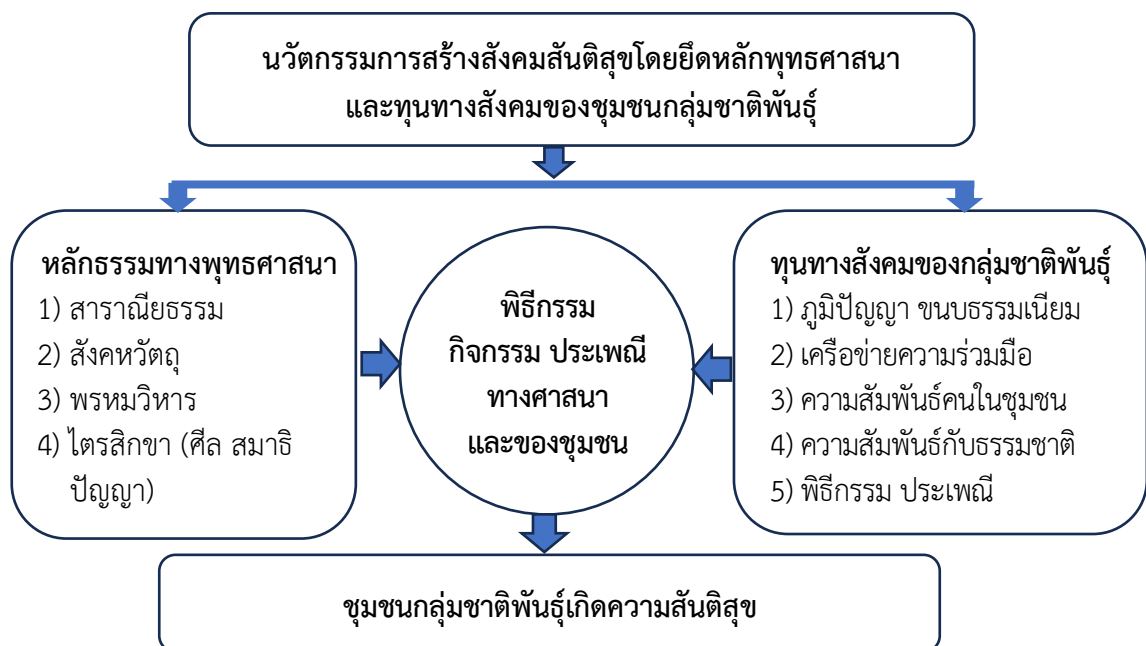 นวัตกรรมการสร้างสังคมสันติสุขโดยยึดหลักพุทธศาสนา
และทุนทางสังคมของชุมชนกลุ่มชาติพันธุ์
หลักธรรมทางพุทธศาสนา
1) สาราณียธรรม
2) สังคหวัตถุ
3) พรหมวิหาร
4) ไตรสิกขา (ศีล สมาธิ
ปัญญา)
พิธีกรรม
กิจกรรม ประเพณี
ทางศาสนา
และของชุมชน
ทุนทางสังคมของกลุ่มชาติพันธุ์
1) ภูมิปัญญา ขนบธรรมเนียม
2) เครือข่ายความร่วมมือ
3) ความสัมพันธ์คนในชุมชน
4) ความสัมพันธ์กับธรรมชาติ
5) พิธีกรรม ประเพณี
ชุมชนกลุ่มชาติพันธุ์เกิดความสันติสุข